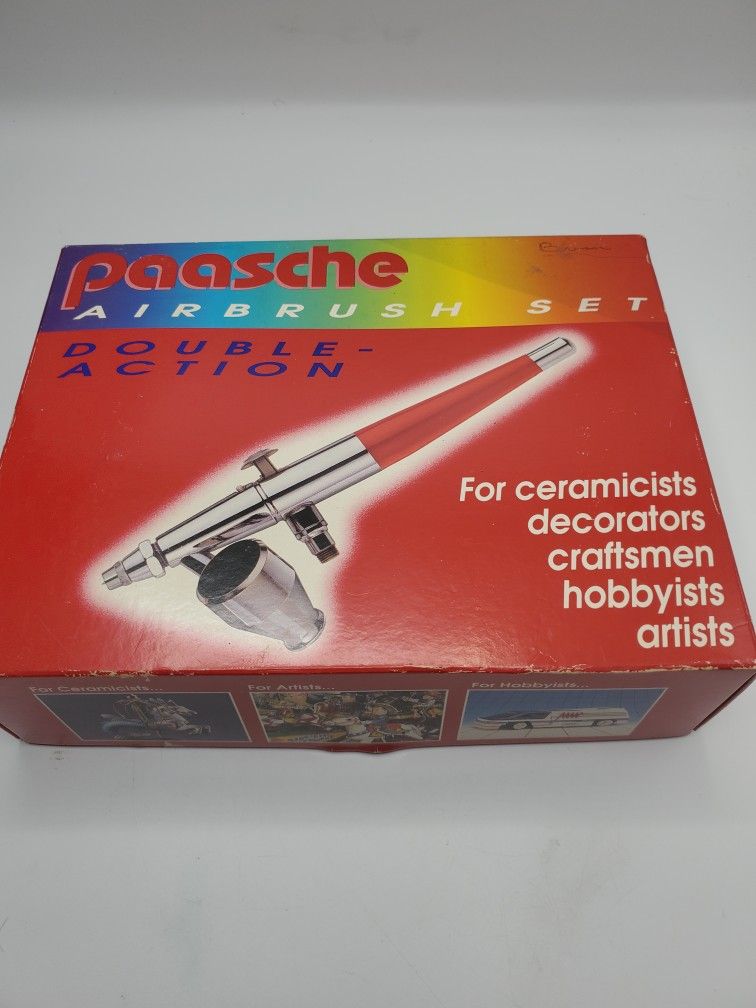 paasche
AIRBRUSH SET
DOUBLE-
ACTION
For ceramicists
decorators
craftsmen
hobbyists
artists
For Ceramicists...
For Artists...
For Hobbyists...